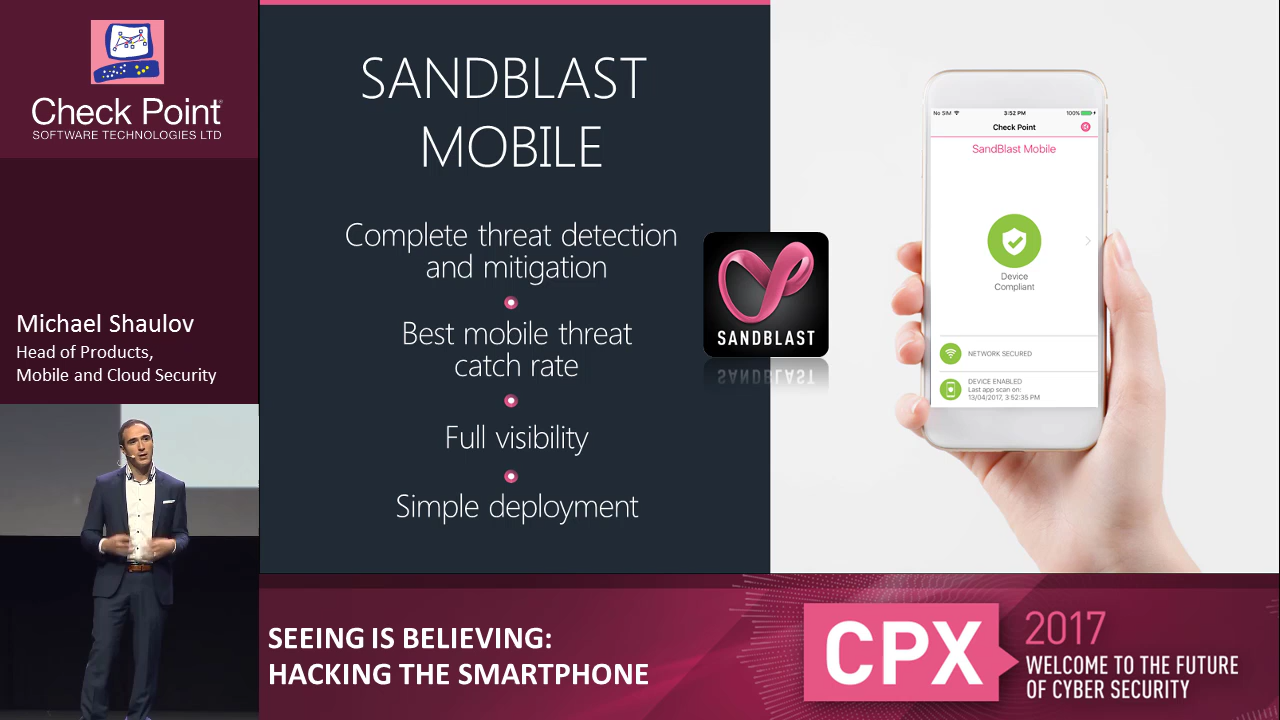 Check Point
SOFTWARE TECHNOLOGIES LTD
Michael Shaulov
Head of Products,
Mobile and Cloud Security
SANDBLAST
MOBILE
Complete threat detection
and mitigation
Best mobile threat
catch rate
Full visibility
Simple deployment
SANDBLAST
No SIM 3:52 PM 100%
Check Point
SandBlast Mobile
Device
Compliant
NETWORK SECURED
DEVICE ENABLED
Last app scan on:
13/04/2017, 3:52:35 PM
SEEING IS BELIEVING:
HACKING THE SMARTPHONE
CPX
2017
WELCOME TO THE FUTURE
OF CYBER SECURITY